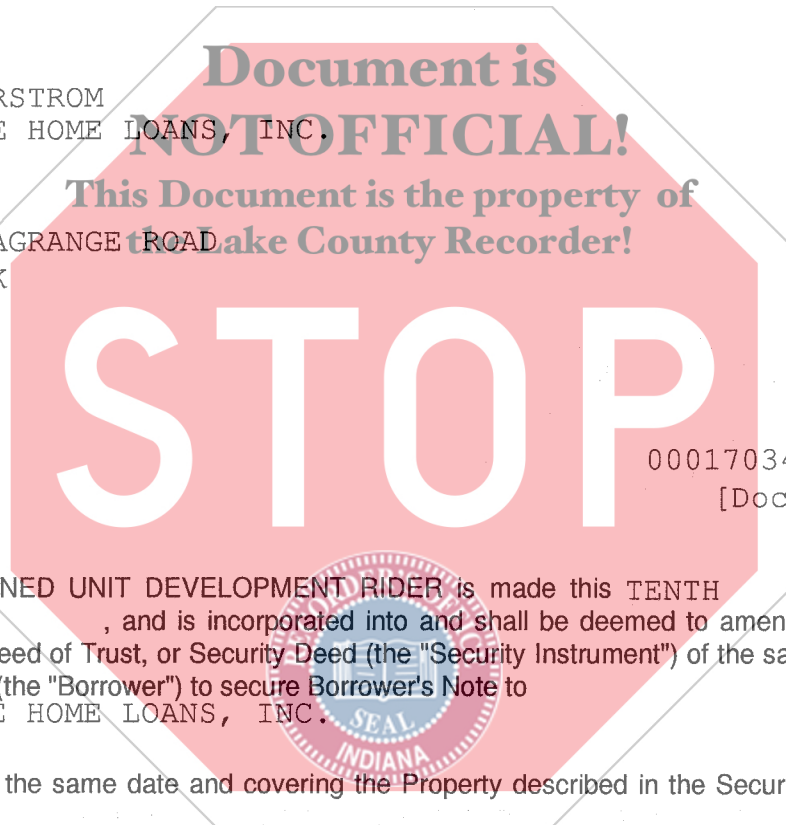 Document is
RSTROM
E HOME LOANS, INC.
NOT OFFICIAL!
This Document is the property of
AGRANGE ROAD
the Lake County Recorder!
K
STOP
00017034
[Doc
NED UNIT DEVELOPMENT RIDER is made this TENTH
, and is incorporated into and shall be deemed to amen
eed of Trust, or Security Deed (the "Security Instrument") of the sa
(the "Borrower") to secure Borrower's Note to
E HOME LOANS, INC.
RECORDER'S OFFICE
SEAL
INDIANA
the same date and covering the Property described in the Secur